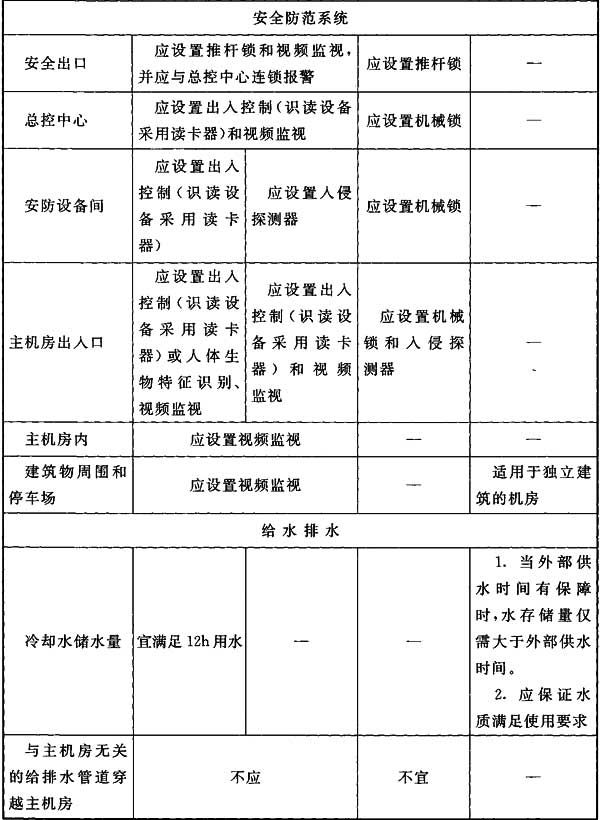 安全防范系统
安全出口
应设置推杆锁和视频监视,
并应与总控中心连锁报警
应设置推杆锁
—
总控中心
应设置出入控制(识读设备
采用读卡器)和视频监视
应设置机械锁
—
安防设备间
应设置出入
控制(识读设
备采用读卡
器)
应设置入侵
探测器
应设置机械锁
—
主机房出入口
应设置出入
控制(识读设
备采用读卡
器)或人体生
物特征识别、
视频监视
应设置出入
控制(识读设
备采用读卡
器)和视频
监视
应设置机械
锁和入侵探
测器
—
主机房内
应设置视频监视
—
—
建筑物周围和
停车场
应设置视频监视
—
适用于独立建
筑的机房
给水排水
冷却水储水量
宜满足12h用水
—
—
1. 当外部供
水时间有保障
时,水存储量仅
需大于外部供水
时间。
2. 应保证水
质满足使用要求
与主机房无关
的给排水管道穿
越主机房
不应
不宜
—